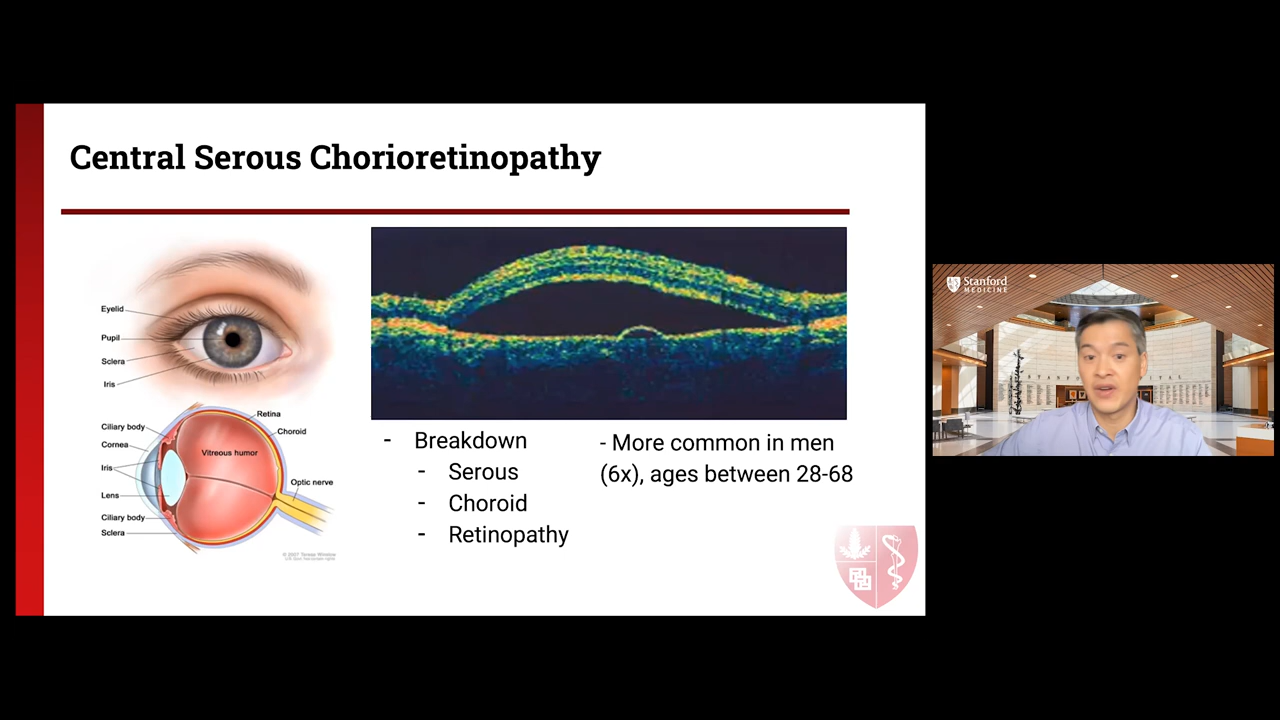 Central Serous Chorioretinopathy
Eyelid
Pupil
Sclera
Iris
Ciliary body
Cornea
Iris
Lens
Ciliary body
Sclera
Retina
Choroid
Vitreous humor
Optic nerve
- Breakdown
- Serous
- Choroid
- Retinopathy
- More common in men
(6x), ages between 28-68
Stanford
MEDICINE